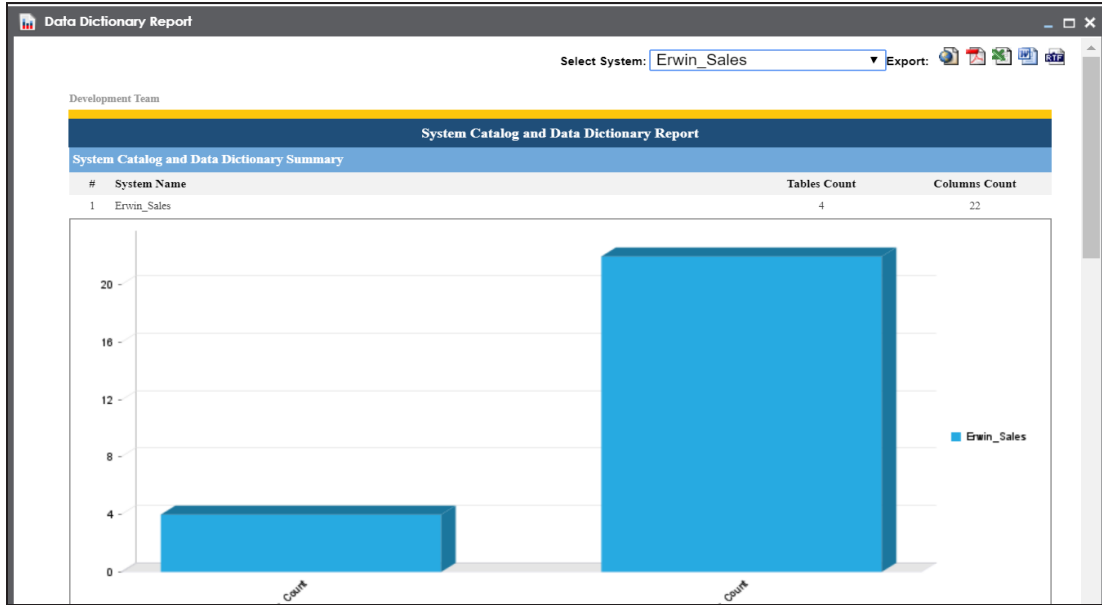 Data Dictionary Report
Select System: Erwin_Sales Export:
RTF
Development Team
System Catalog and Data Dictionary Report
System Catalog and Data Dictionary Summary
# System Name Tables Count Columns Count
1 Erwin_Sales 4 22
20
16
12
8
4
0
Erwin_Sales
Count
Count